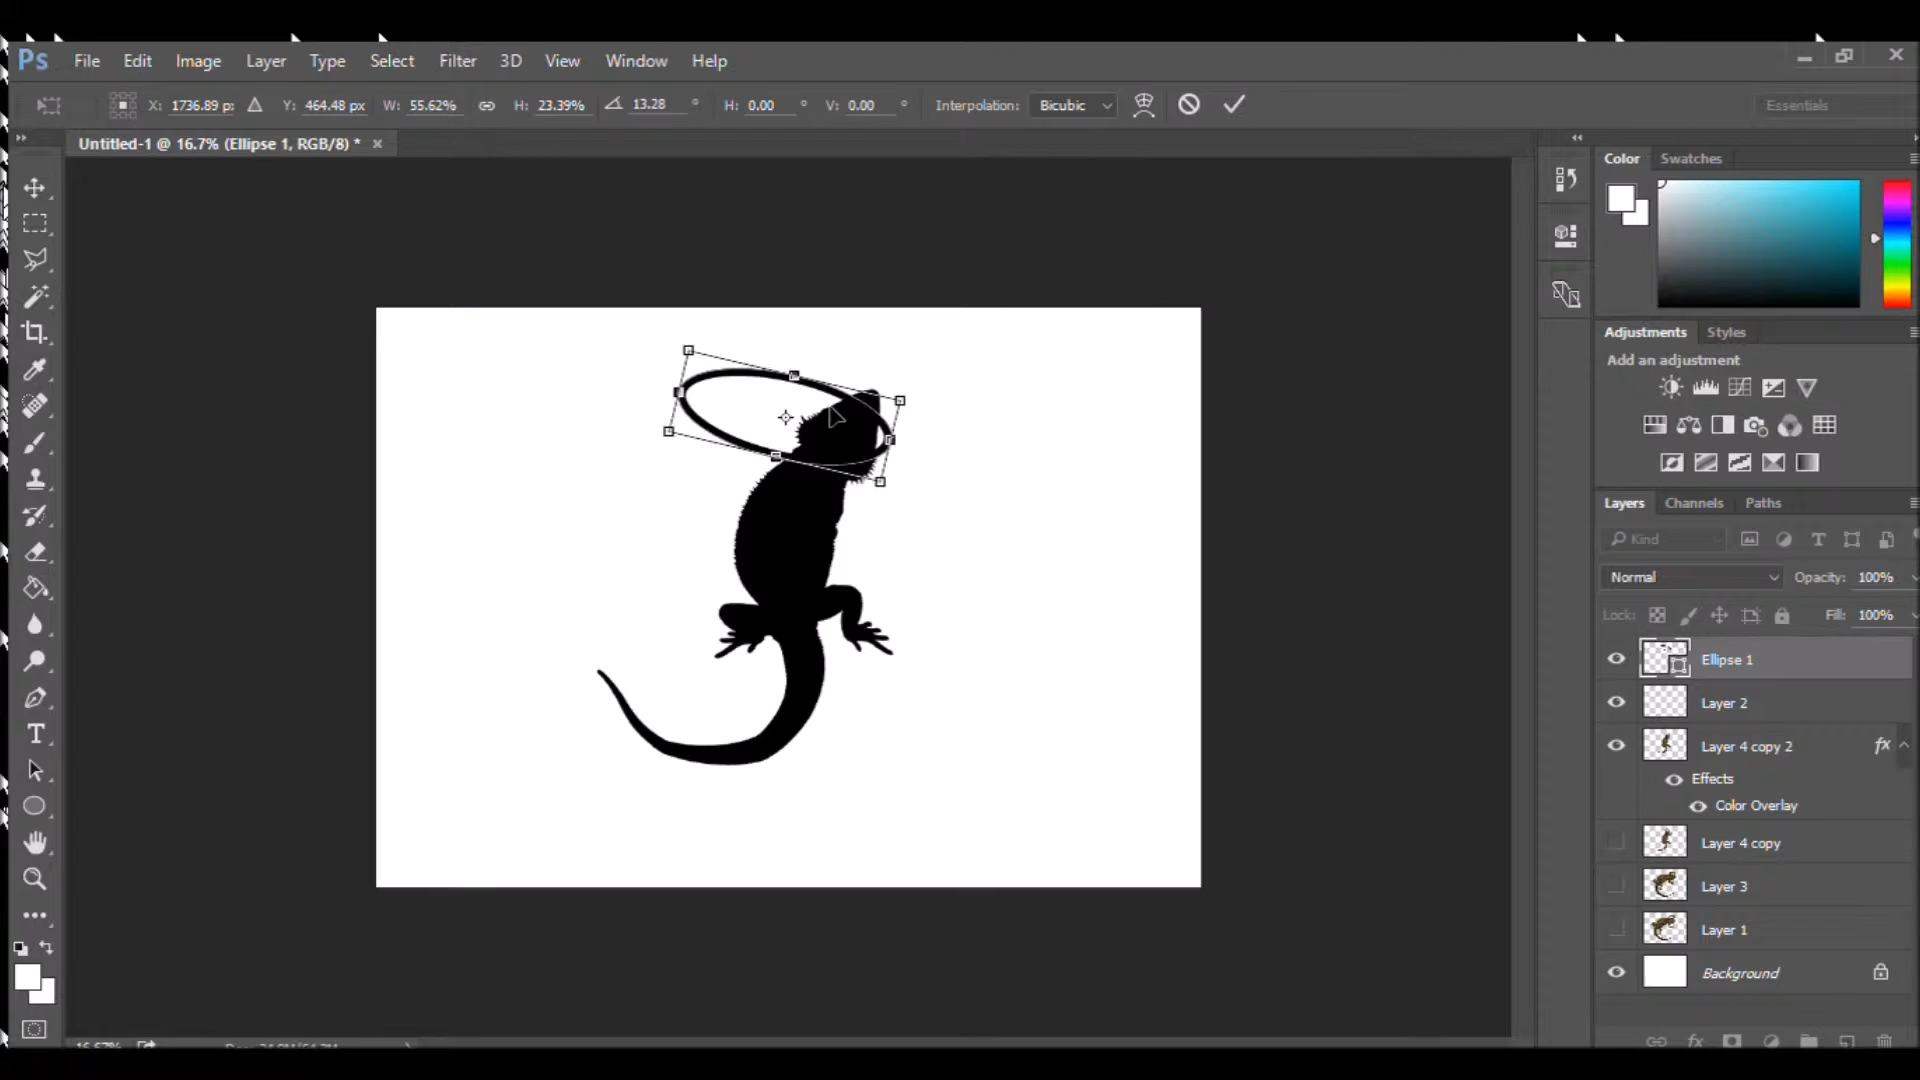 Ps File Edit Image Layer Type Select Filter 3D View Window Help
X: 1736.89 p: Y: 464.48 px W: 55.62% H: 23.39% 13.28 ° H: 0.00 ° V: 0.00 ° Interpolation: Bicubic Essentials
Untitled-1 @ 16.7% (Ellipse 1, RGB/8) *
Color Swatches
Adjustments Styles
Add an adjustment
Layers Channels Paths
Kind
Normal Opacity: 100%
Lock: Fill: 100%
Ellipse 1
Layer 2
Layer 4 copy 2 fx
Effects
Color Overlay
Layer 4 copy
Layer 3
Layer 1
Background